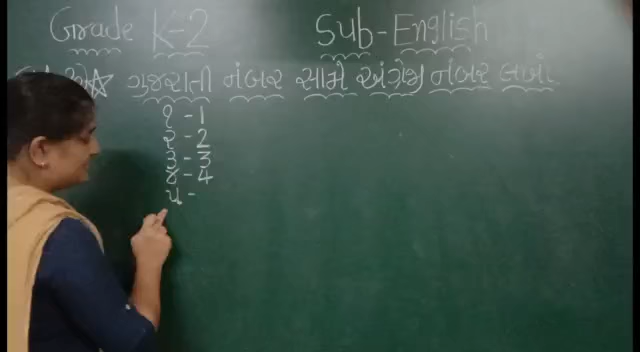 Grade K-2 Sub-English
ગુજરાતી નંબર સામે અંગ્રેજી નંબર લખો
૧ - 1
૨ - 2
૩ - 3
૪ - 4
૫ -